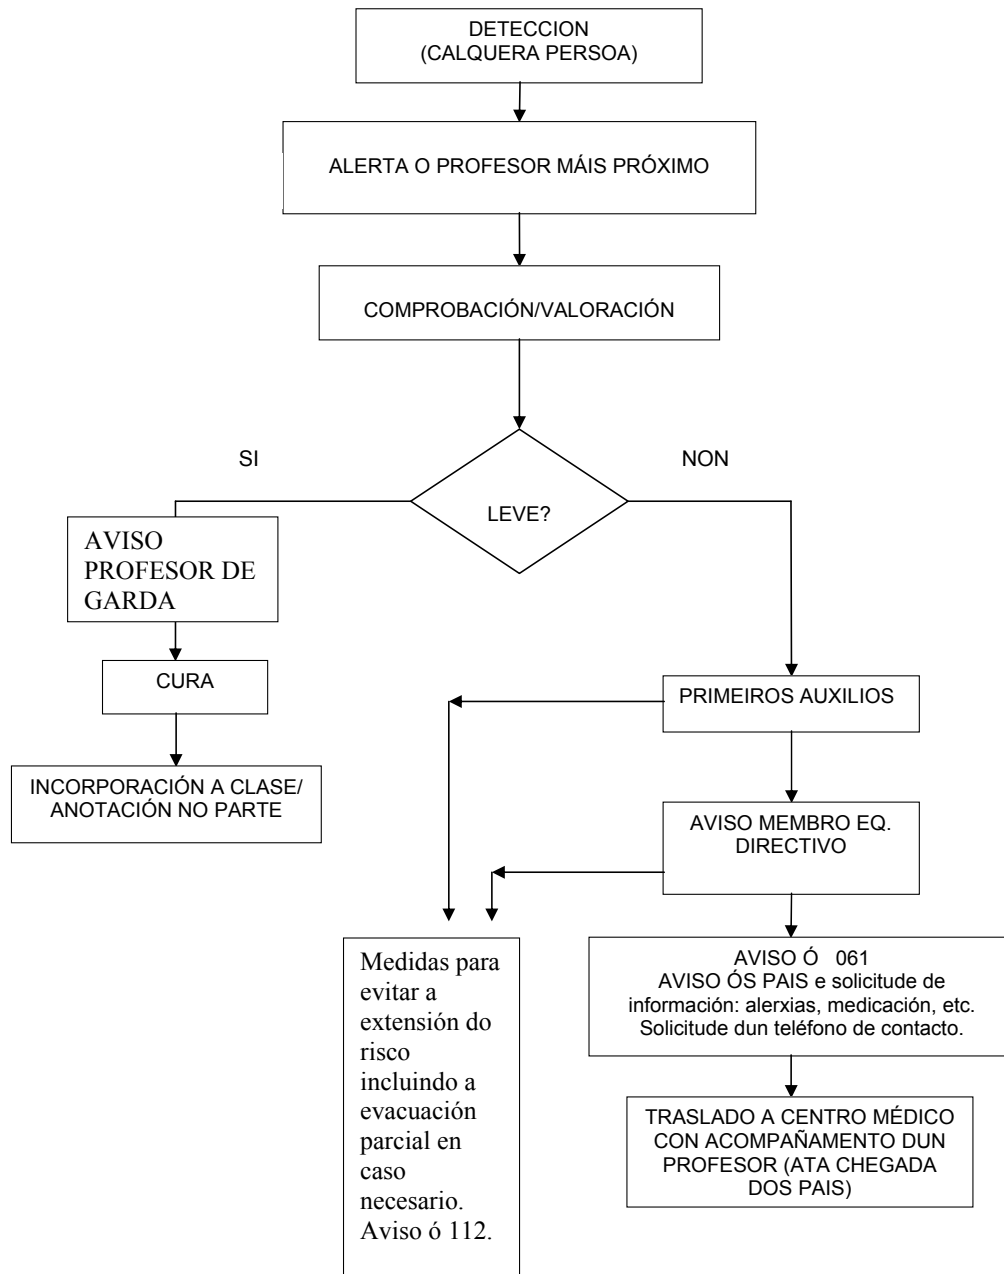 DETECCION
(CALQUERA PERSOA)
ALERTA O PROFESOR MÁIS PRÓXIMO
COMPROBACIÓN/VALORACIÓN
SI
NON
LEVE?
AVISO
PROFESOR DE
GARDA
CURA
INCORPORACIÓN A CLASE/
ANOTACIÓN NO PARTE
PRIMEIROS AUXILIOS
AVISO MEMBRO EQ.
DIRECTIVO
Medidas para
evitar a
extensión do
risco
incluindo a
evacuación
parcial en
caso
necesario.
Aviso ó 112.
AVISO Ó 061
AVISO ÓS PAIS e solicitude de
información: alerxias, medicación, etc.
Solicitude dun teléfono de contacto.
TRASLADO A CENTRO MÉDICO
CON ACOMPAÑAMENTO DUN
PROFESOR (ATA CHEGADA
DOS PAIS)